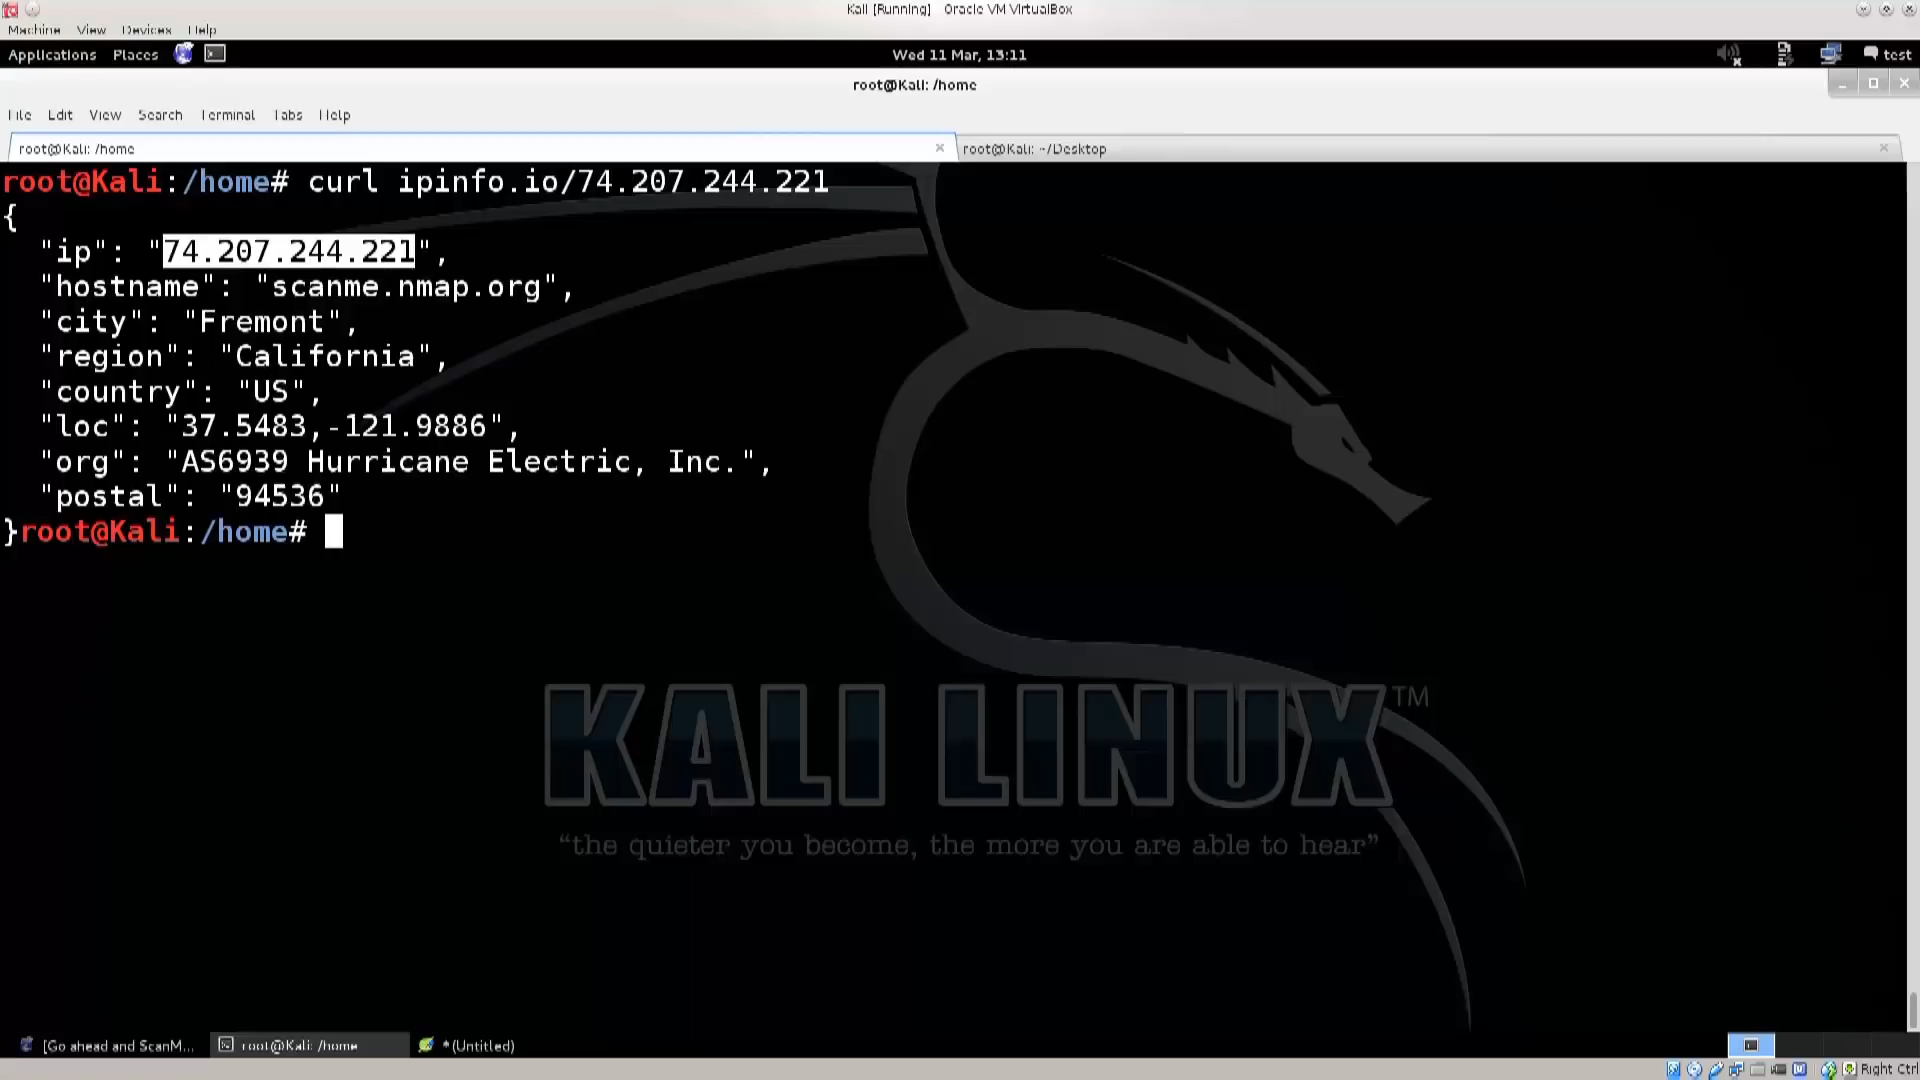 Kali [Running] Oracle VM VirtualBox
Machine View Devices Help
Applications Places Wed 11 Mar, 13:11 test
root@Kali: /home
File Edit View Search Terminal Tabs Help
root@Kali: /home root@Kali: ~/Desktop
root@Kali:/home# curl ipinfo.io/74.207.244.221
{
"ip": "74.207.244.221",
"hostname": "scanme.nmap.org",
"city": "Fremont",
"region": "California",
"country": "US",
"loc": "37.5483,-121.9886",
"org": "AS6939 Hurricane Electric, Inc.",
"postal": "94536"
}root@Kali:/home#
KALI LINUX™
“the quieter you become, the more you are able to hear”
[Go ahead and ScanM... root@Kali: /home *(Untitled)
Right Ctrl